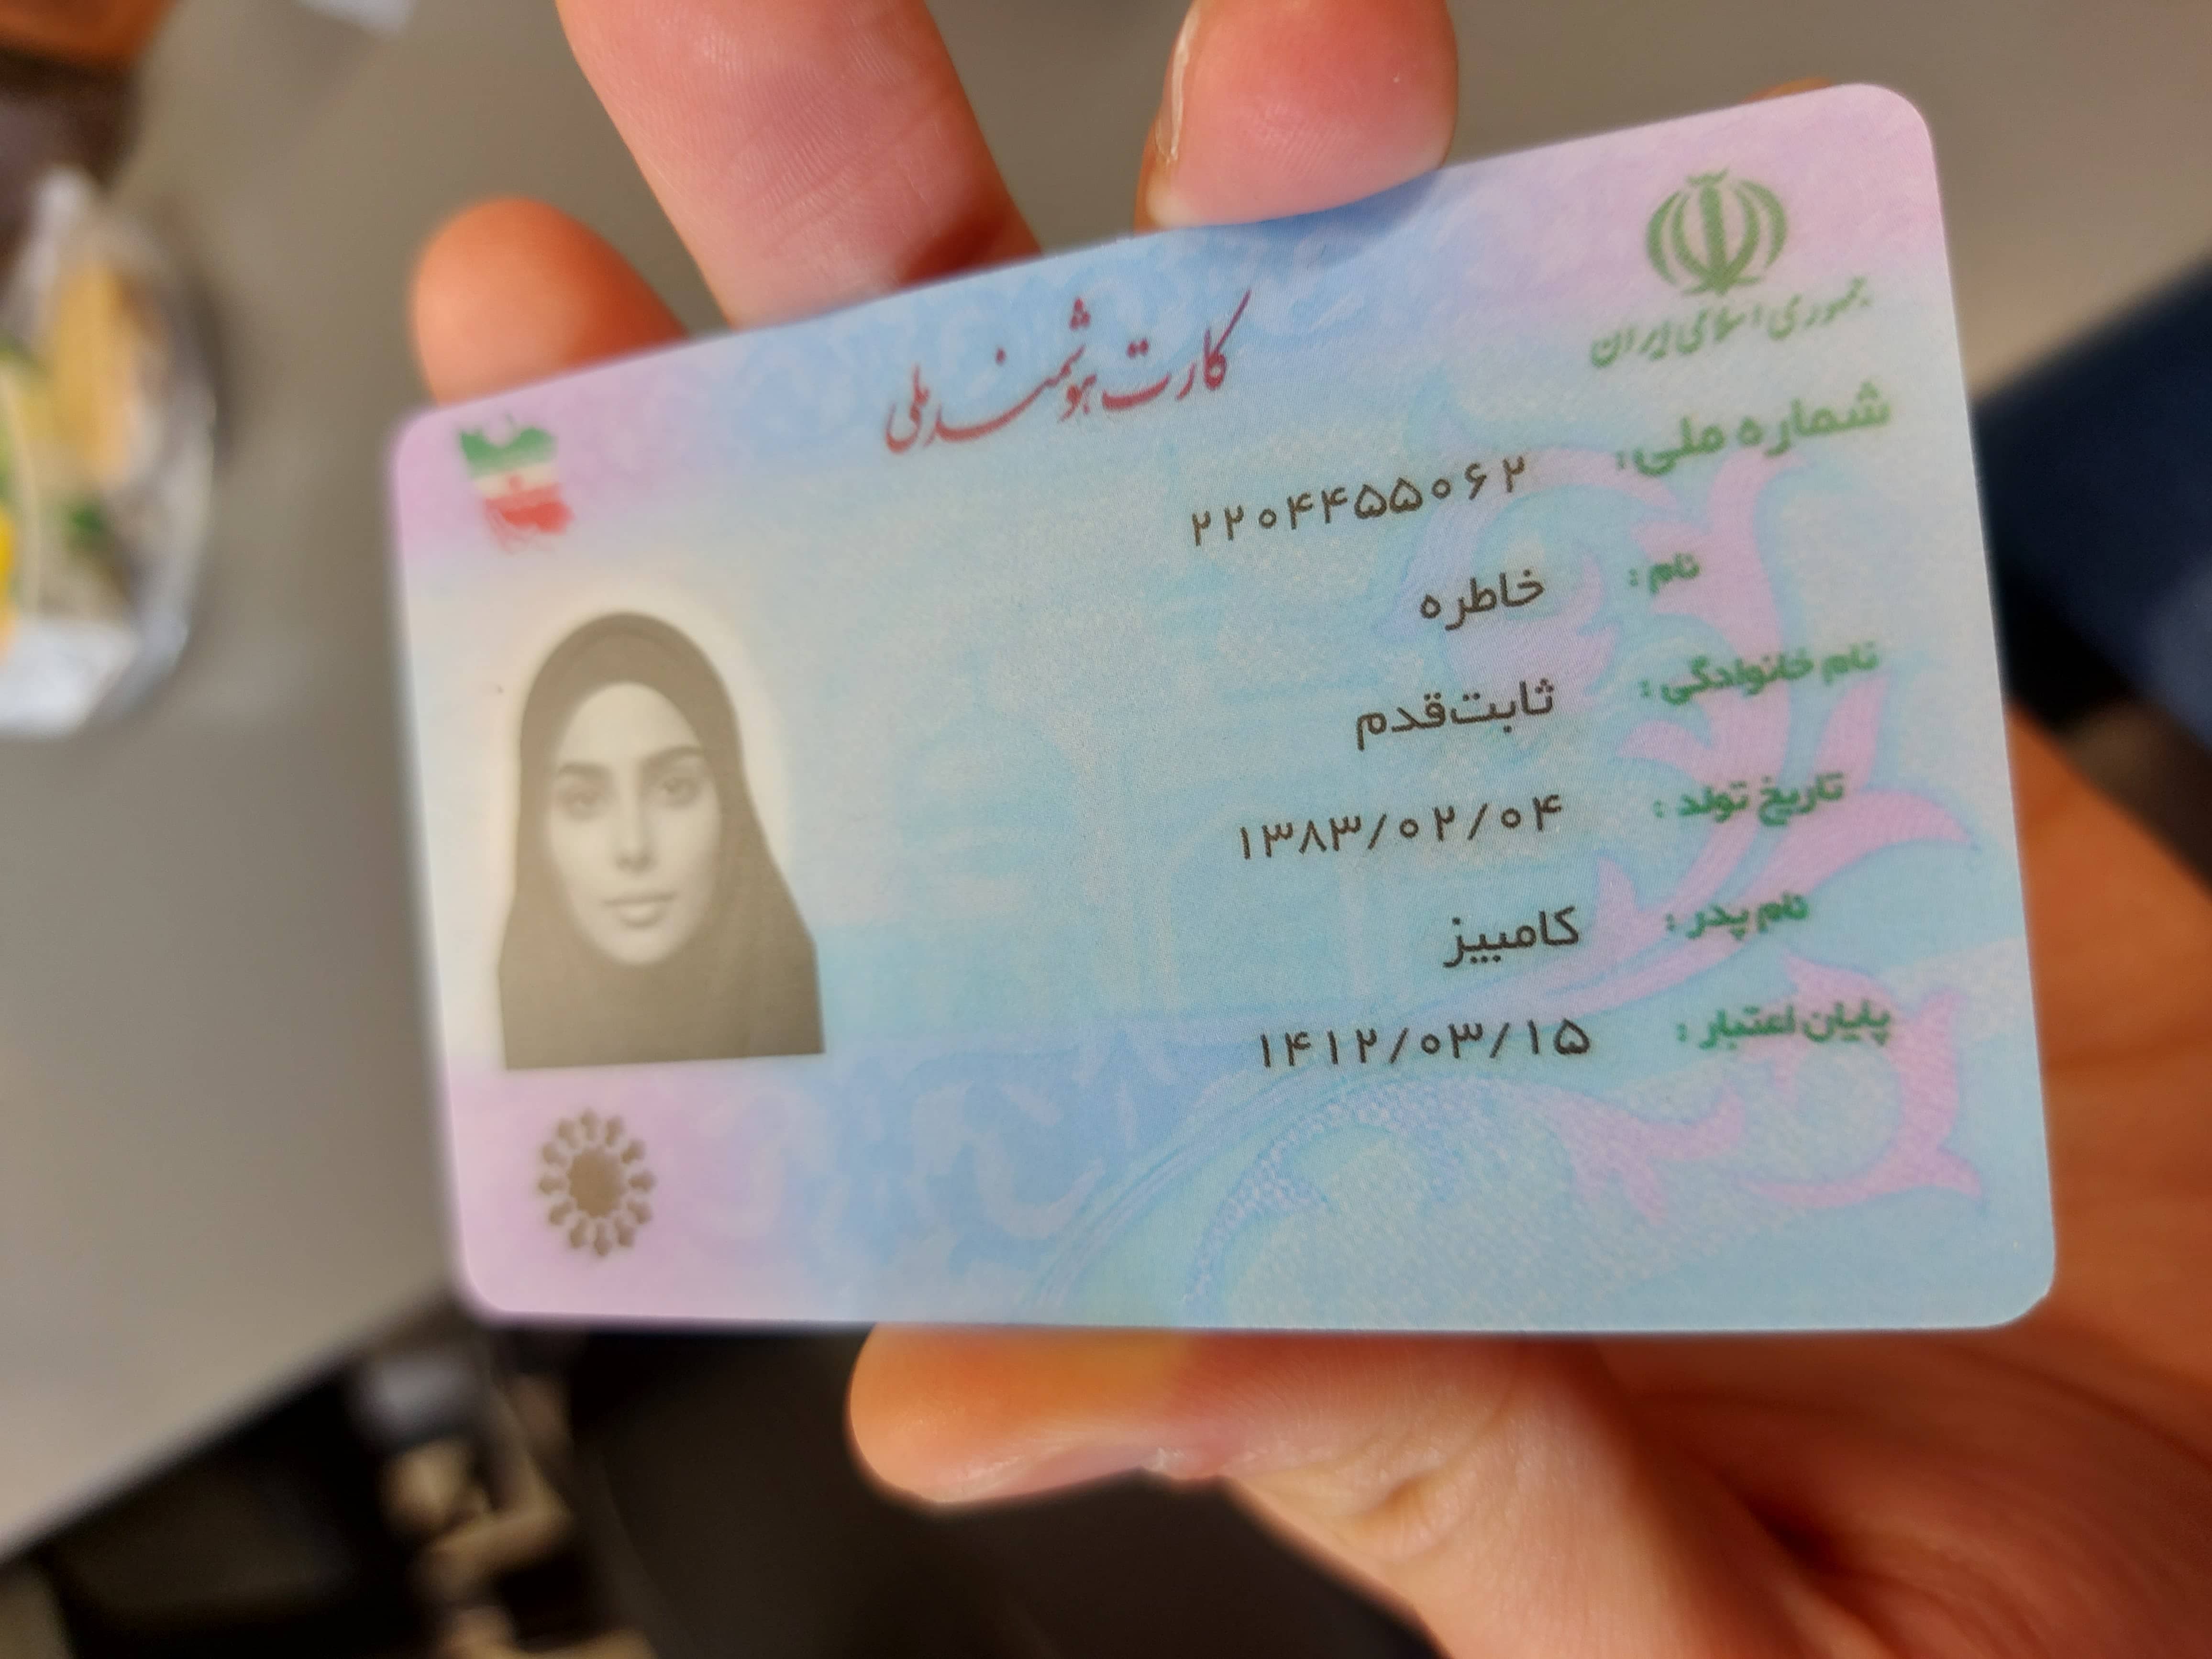 جمهوری اسلامی ایران
کارت هوشمند ملی
شماره ملی: ۲۲۰۴۴۵۵۰۶۲
نام: خاطره
نام خانوادگی: ثابت‌قدم
تاریخ تولد: ۱۳۸۳/۰۲/۰۴
نام پدر: کامبیز
پایان اعتبار: ۱۴۱۲/۰۳/۱۵